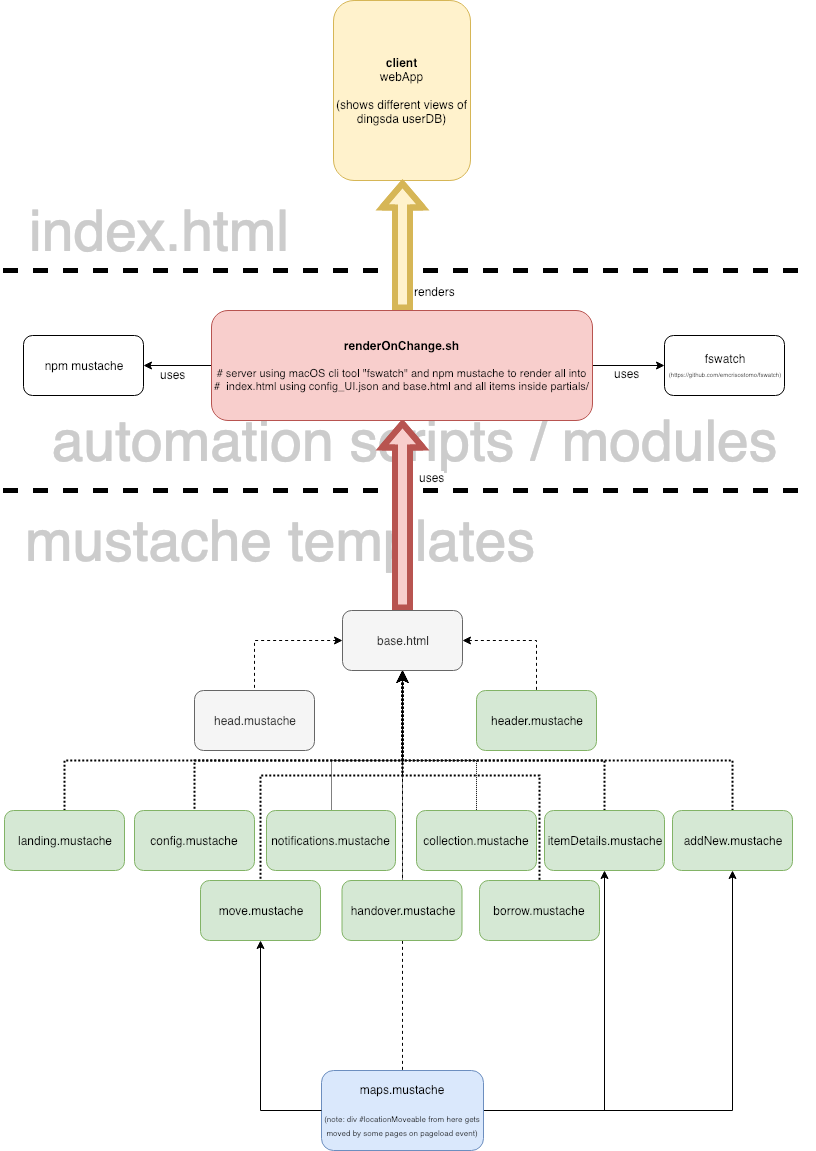 client
webApp
(shows different views of
dingsda userDB)
index.html
renders
renderOnChange.sh
# server using macOS cli tool "fswatch" and npm mustache to render all into
# index.html using config_UI.json and base.html and all items inside partials/
npm mustache
uses
uses
fswatch
(https://github.com/emcrisostomo/fswatch)
automation scripts / modules
uses
mustache templates
base.html
head.mustache
header.mustache
landing.mustache
config.mustache
notifications.mustache
collection.mustache
itemDetails.mustache
addNew.mustache
move.mustache
handover.mustache
borrow.mustache
maps.mustache
(note: div #locationMoveable from here gets
moved by some pages on pageload event)